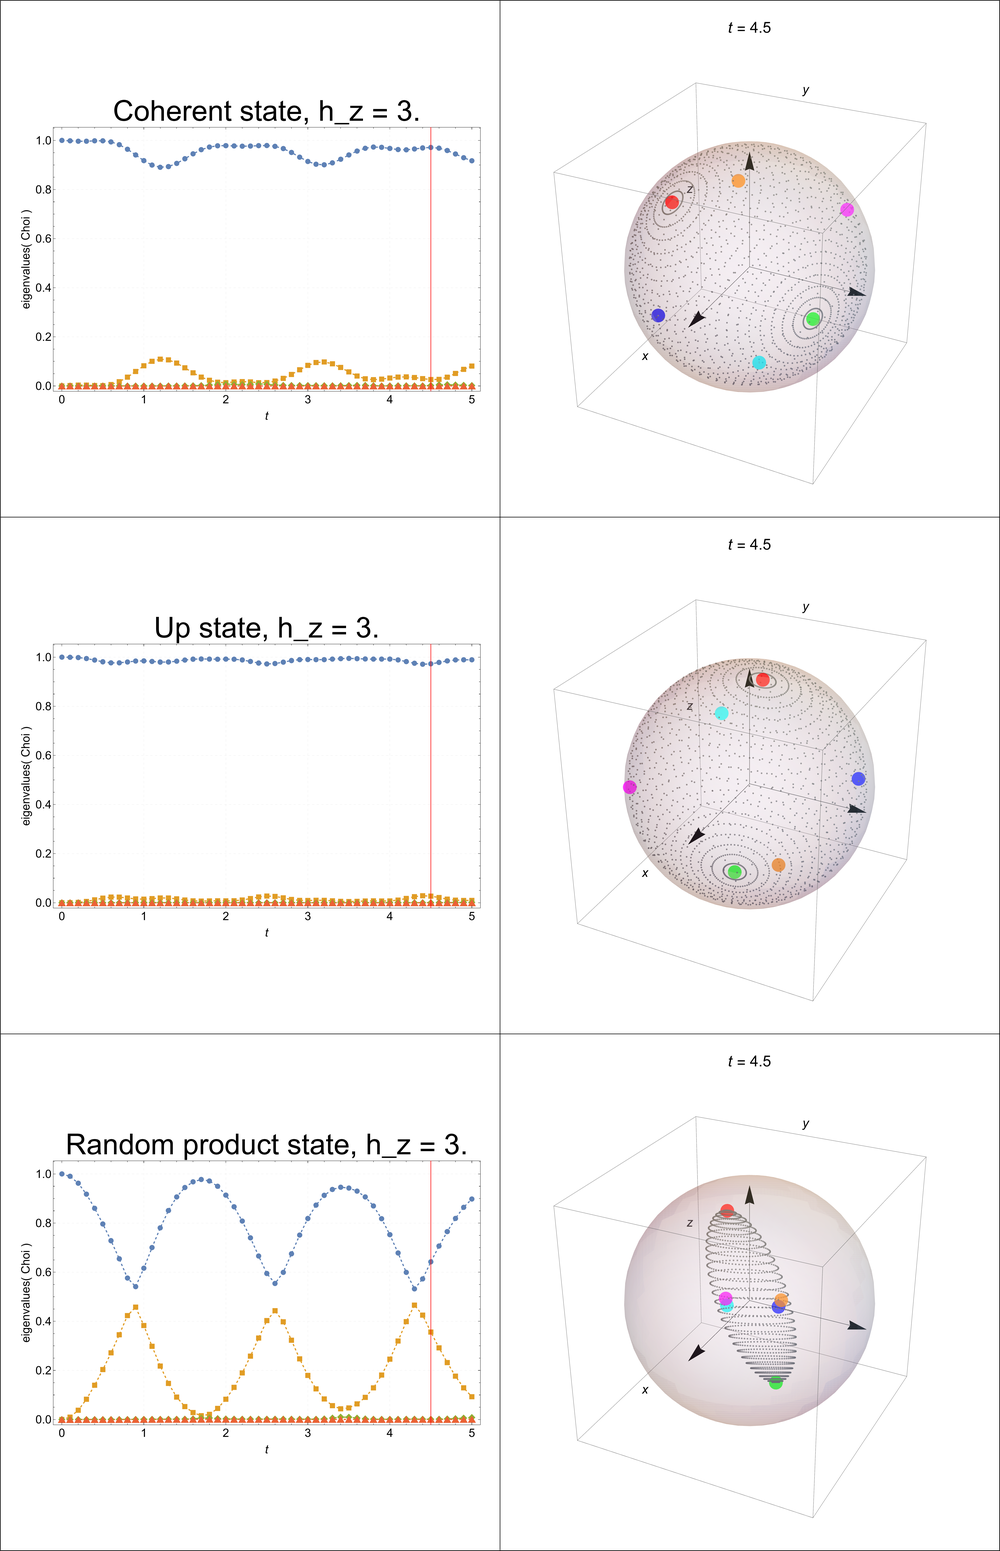 t = 4.5
Coherent state, h_z = 3.
y
z
x
eigenvalues( Choi )
1.0
0.8
0.6
0.4
0.2
0.0
0 1 2 3 4 5
t
t = 4.5
Up state, h_z = 3.
y
z
x
eigenvalues( Choi )
1.0
0.8
0.6
0.4
0.2
0.0
0 1 2 3 4 5
t
t = 4.5
Random product state, h_z = 3.
y
z
x
eigenvalues( Choi )
1.0
0.8
0.6
0.4
0.2
0.0
0 1 2 3 4 5
t